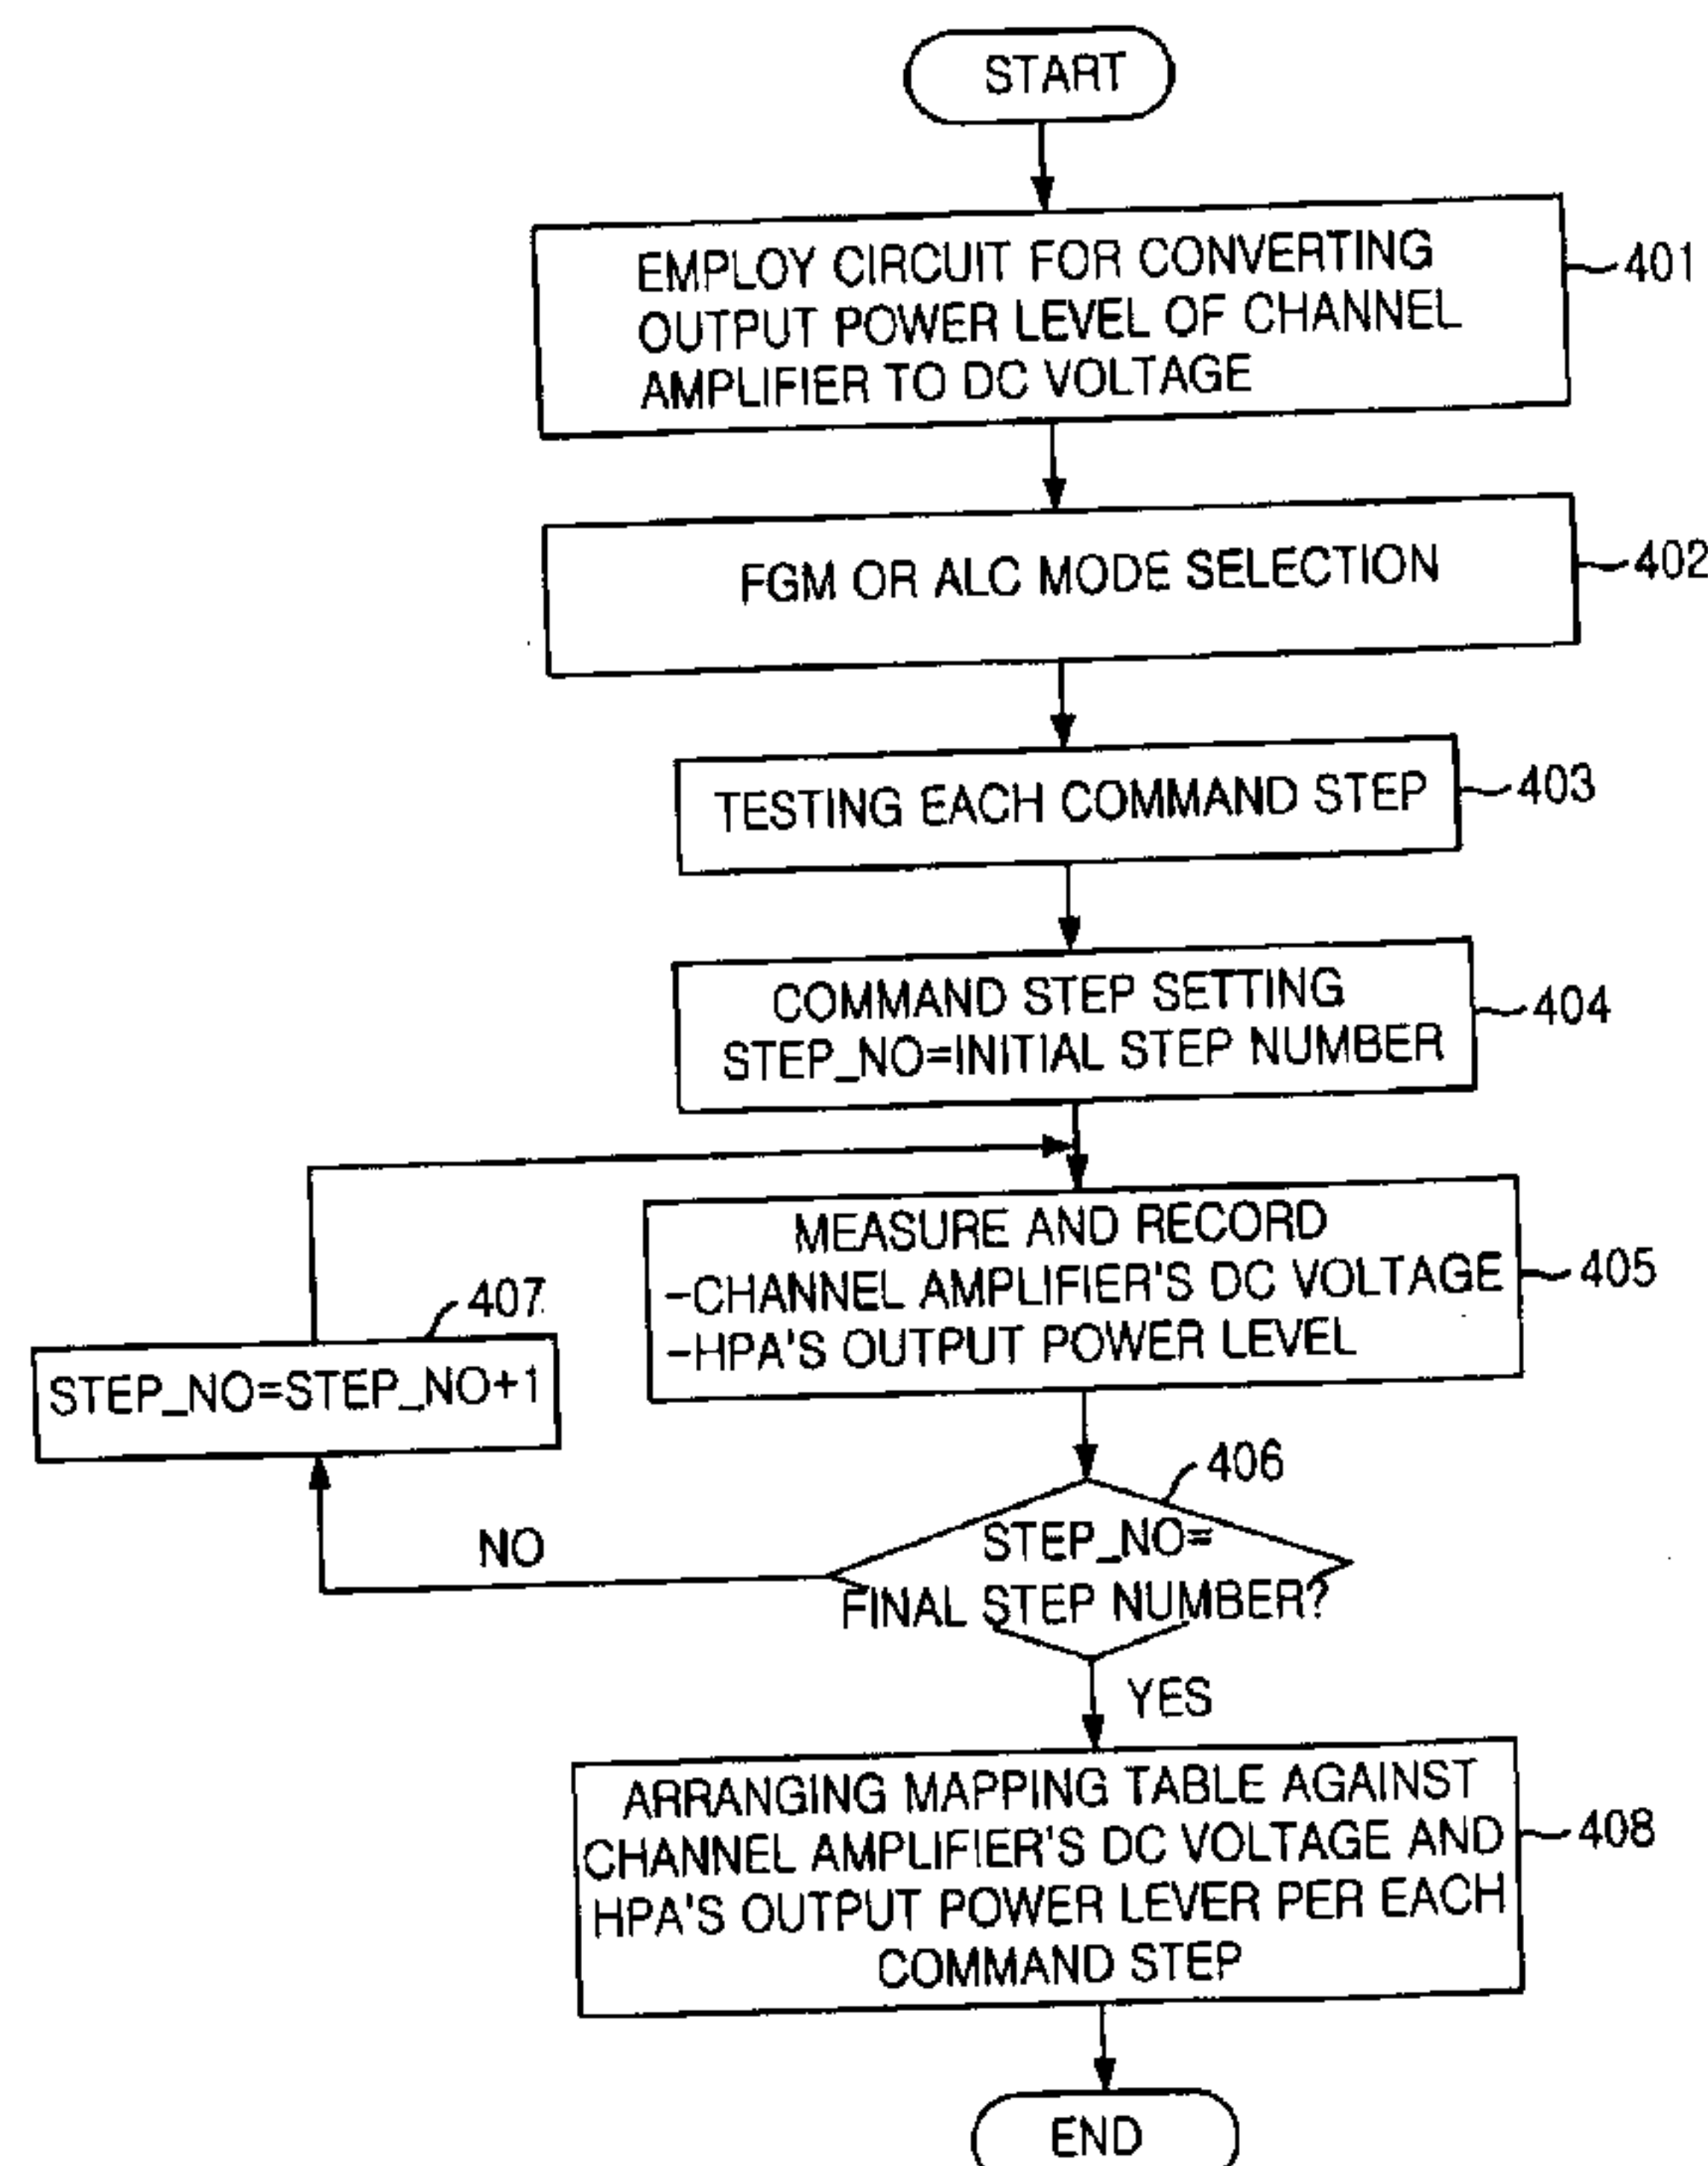 START
EMPLOY CIRCUIT FOR CONVERTING
OUTPUT POWER LEVEL OF CHANNEL
AMPLIFIER TO DC VOLTAGE
401
FGM OR ALC MODE SELECTION
402
TESTING EACH COMMAND STEP
403
COMMAND STEP SETTING
STEP_NO=INITIAL STEP NUMBER
404
MEASURE AND RECORD
-CHANNEL AMPLIFIER'S DC VOLTAGE
-HPA'S OUTPUT POWER LEVEL
405
407
STEP_NO=STEP_NO+1
406
STEP_NO=
FINAL STEP NUMBER?
NO
YES
ARRANGING MAPPING TABLE AGAINST
CHANNEL AMPLIFIER'S DC VOLTAGE AND
HPA'S OUTPUT POWER LEVER PER EACH
COMMAND STEP
408
END